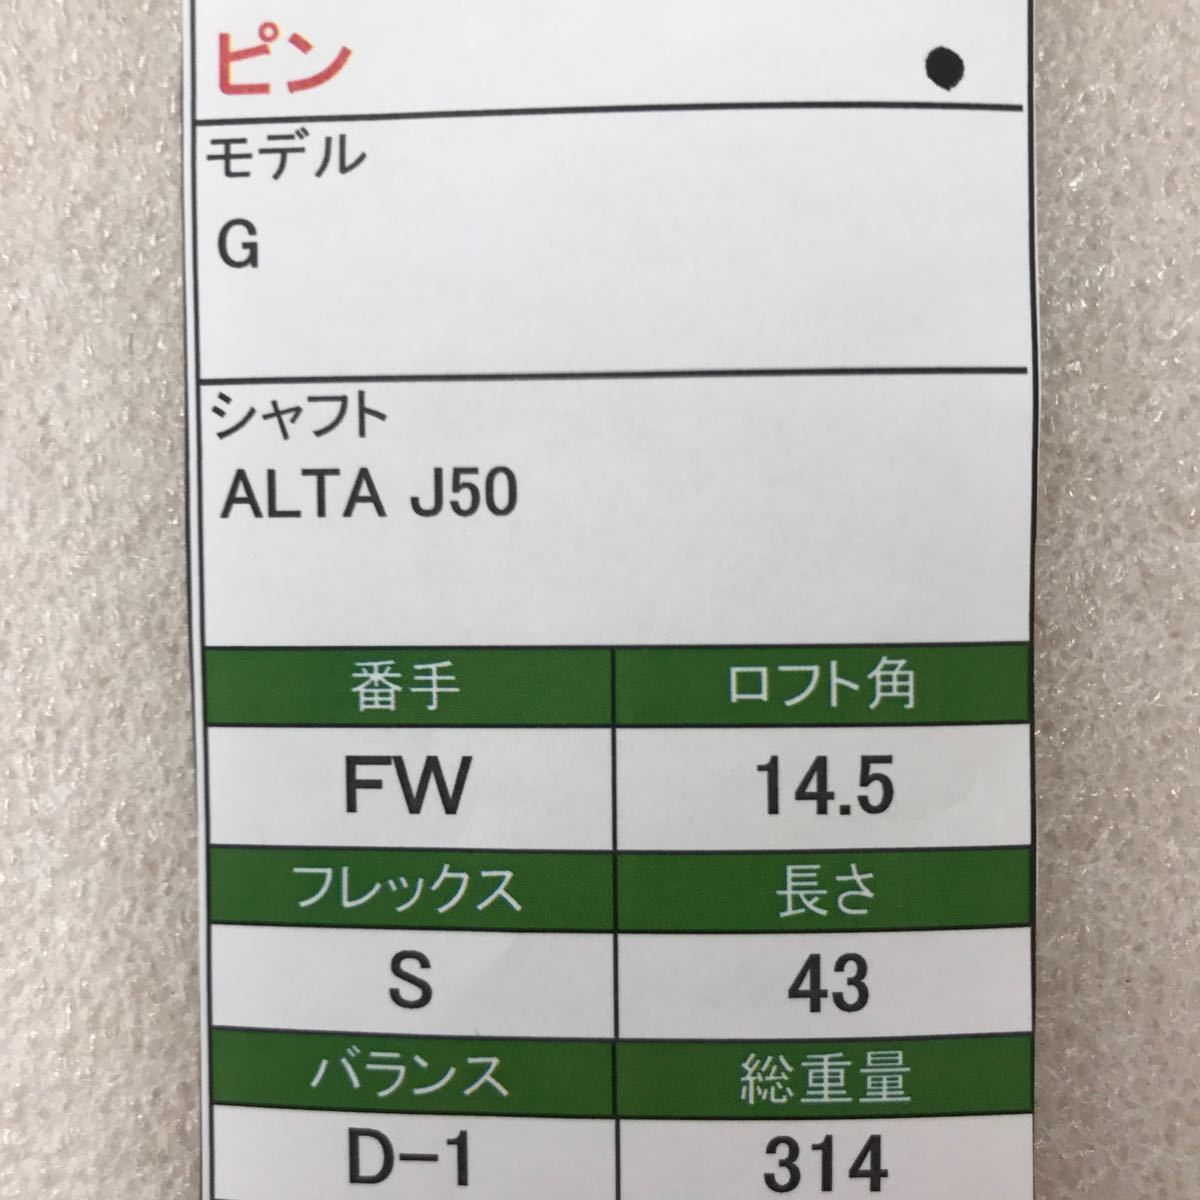 ピン
モデル
G
シャフト
ALTA J50
番手 ロフト角
FW 14.5
フレックス 長さ
S 43
バランス 総重量
D-1 314